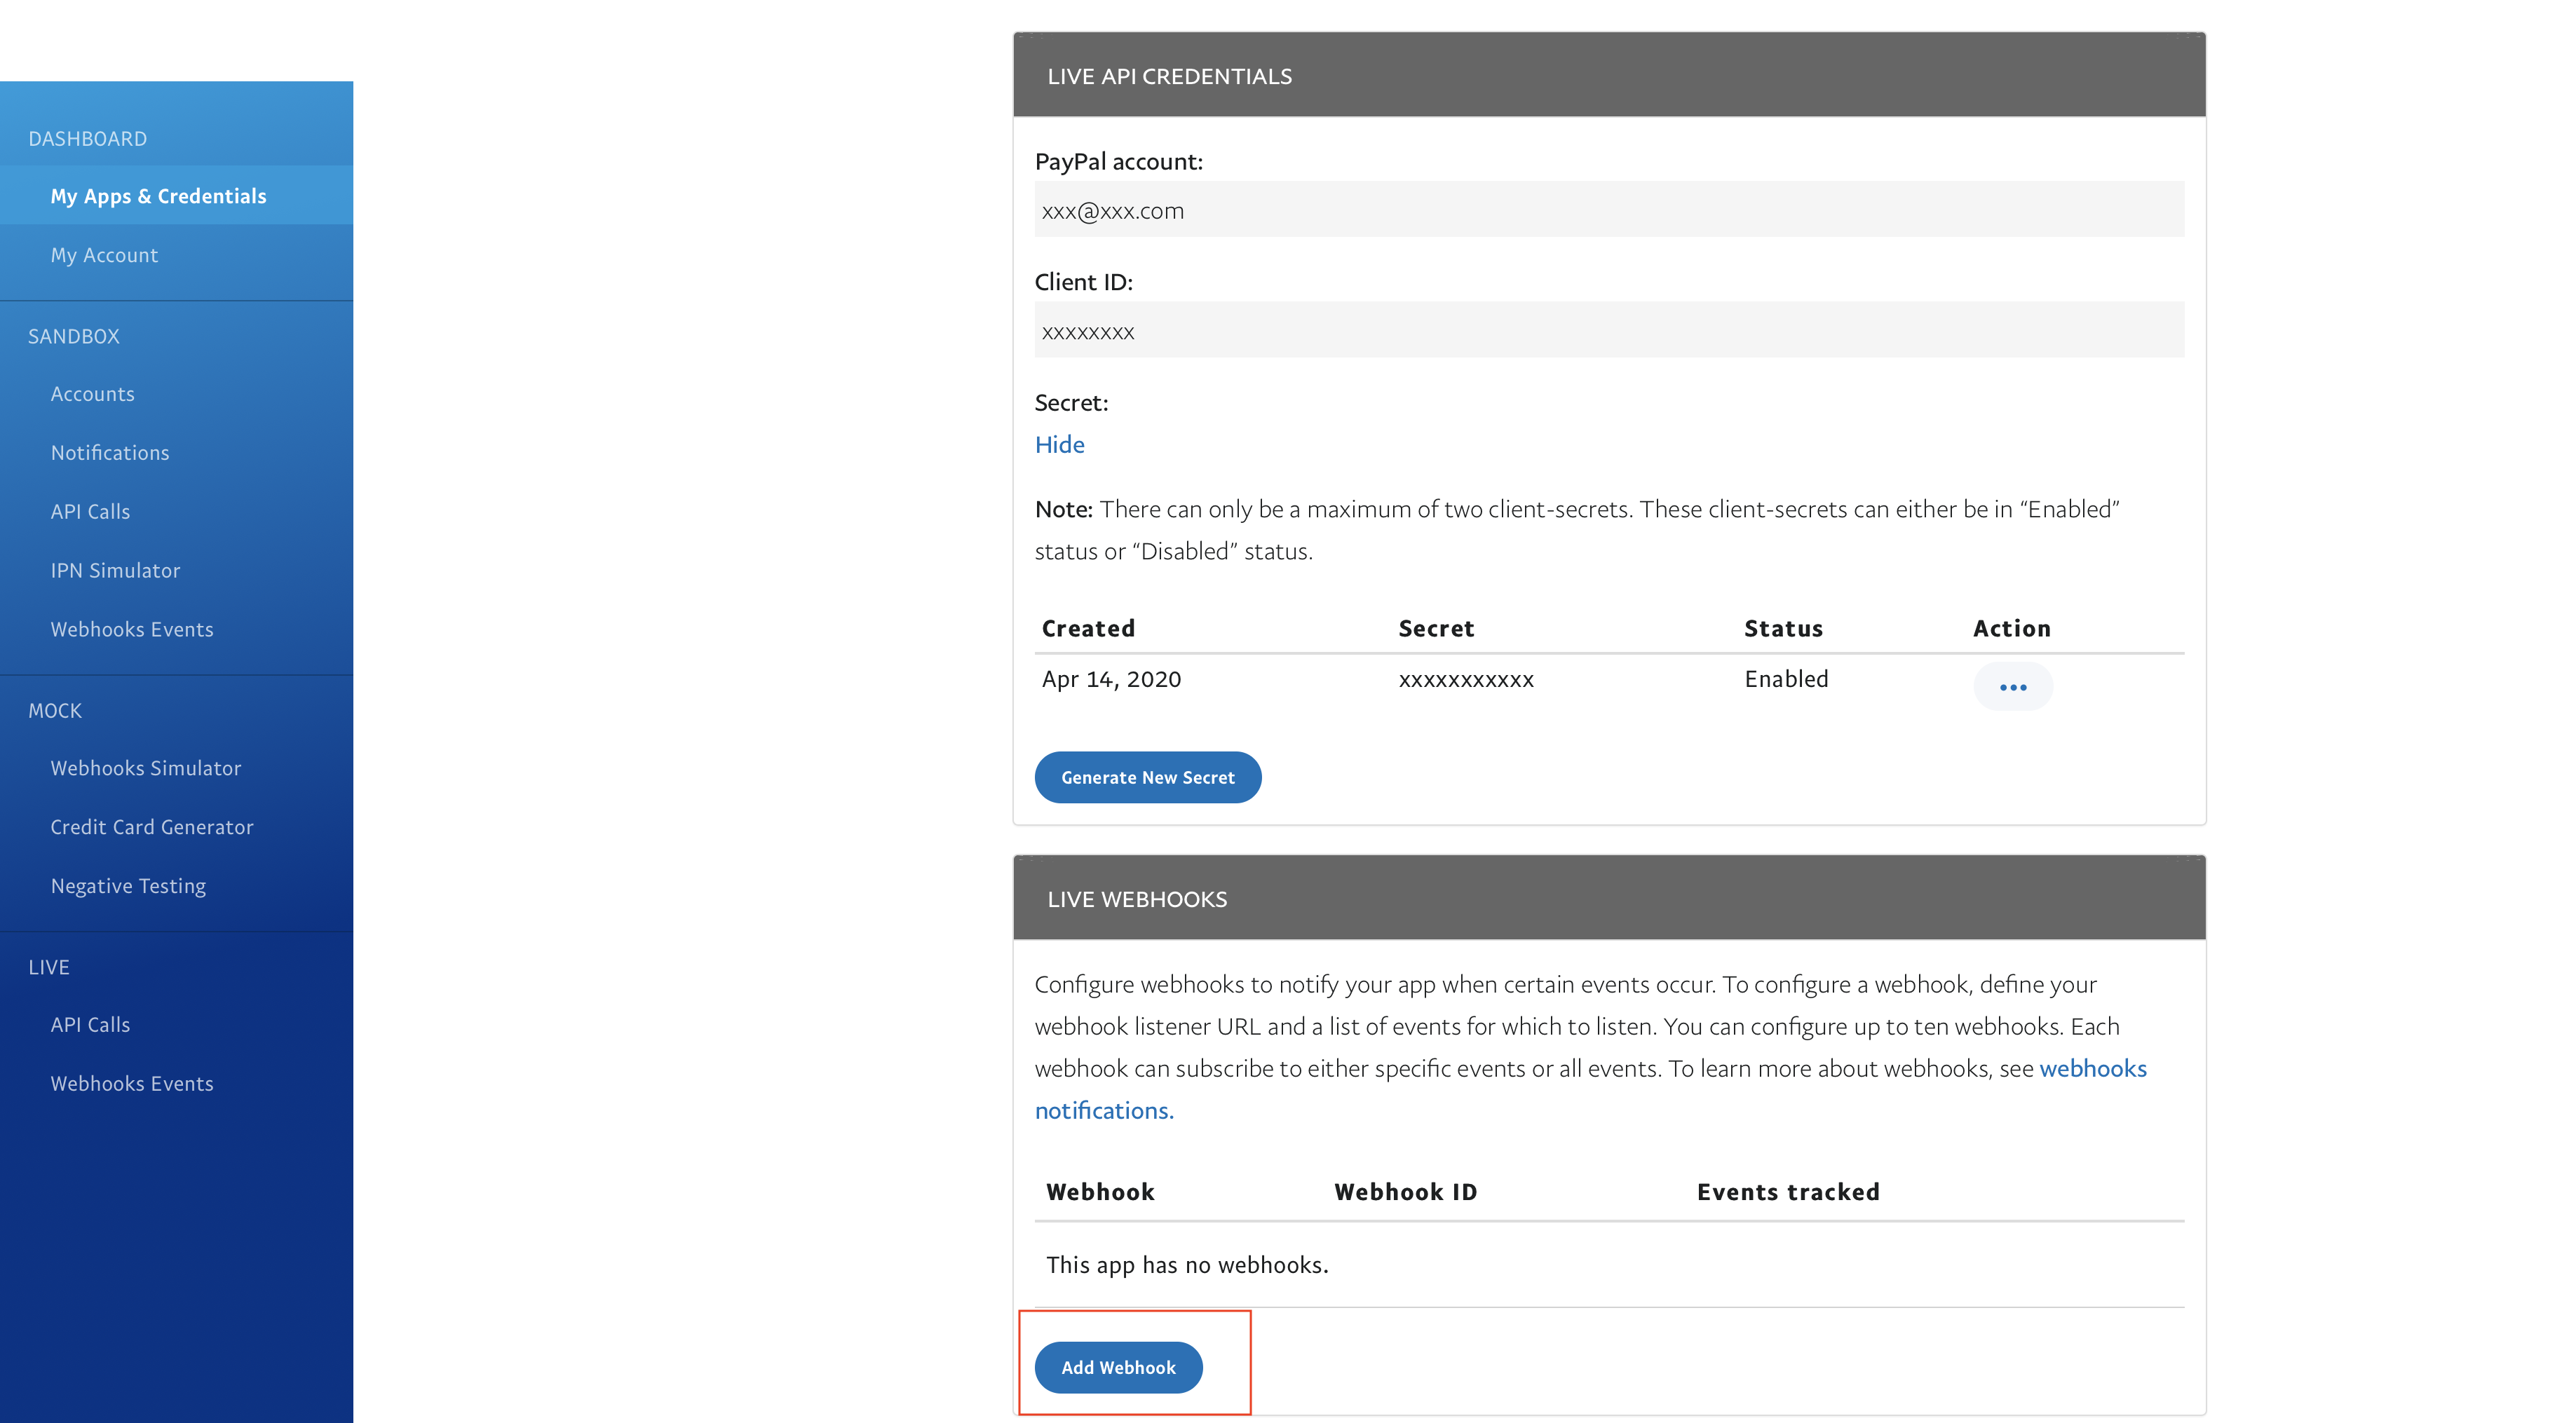 DASHBOARD
My Apps & Credentials
My Account
SANDBOX
Accounts
Notifications
API Calls
IPN Simulator
Webhooks Events
MOCK
Webhooks Simulator
Credit Card Generator
Negative Testing
LIVE
API Calls
Webhooks Events
LIVE API CREDENTIALS
PayPal account:
xxx@xxx.com
Client ID:
xxxxxxxx
Secret:
Hide
Note: There can only be a maximum of two client-secrets. These client-secrets can either be in “Enabled”
status or “Disabled” status.
Created Secret Status Action
Apr 14, 2020 xxxxxxxxxxx Enabled
Generate New Secret
LIVE WEBHOOKS
Configure webhooks to notify your app when certain events occur. To configure a webhook, define your
webhook listener URL and a list of events for which to listen. You can configure up to ten webhooks. Each
webhook can subscribe to either specific events or all events. To learn more about webhooks, see webhooks
notifications.
Webhook Webhook ID Events tracked
This app has no webhooks.
Add Webhook